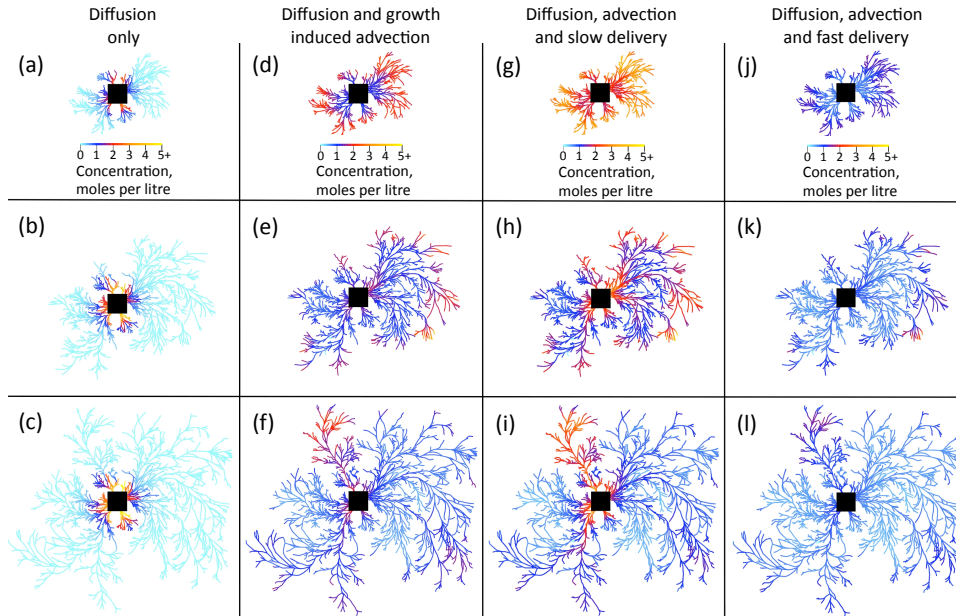 Diffusion
only
Diffusion and growth
induced advection
Diffusion, advection
and slow delivery
Diffusion, advection
and fast delivery
(a)
(d)
(g)
(j)
0 1 2 3 4 5+
Concentration,
moles per litre
0 1 2 3 4 5+
Concentration,
moles per litre
0 1 2 3 4 5+
Concentration,
moles per litre
0 1 2 3 4 5+
Concentration,
moles per litre
(b)
(e)
(h)
(k)
(c)
(f)
(i)
(l)